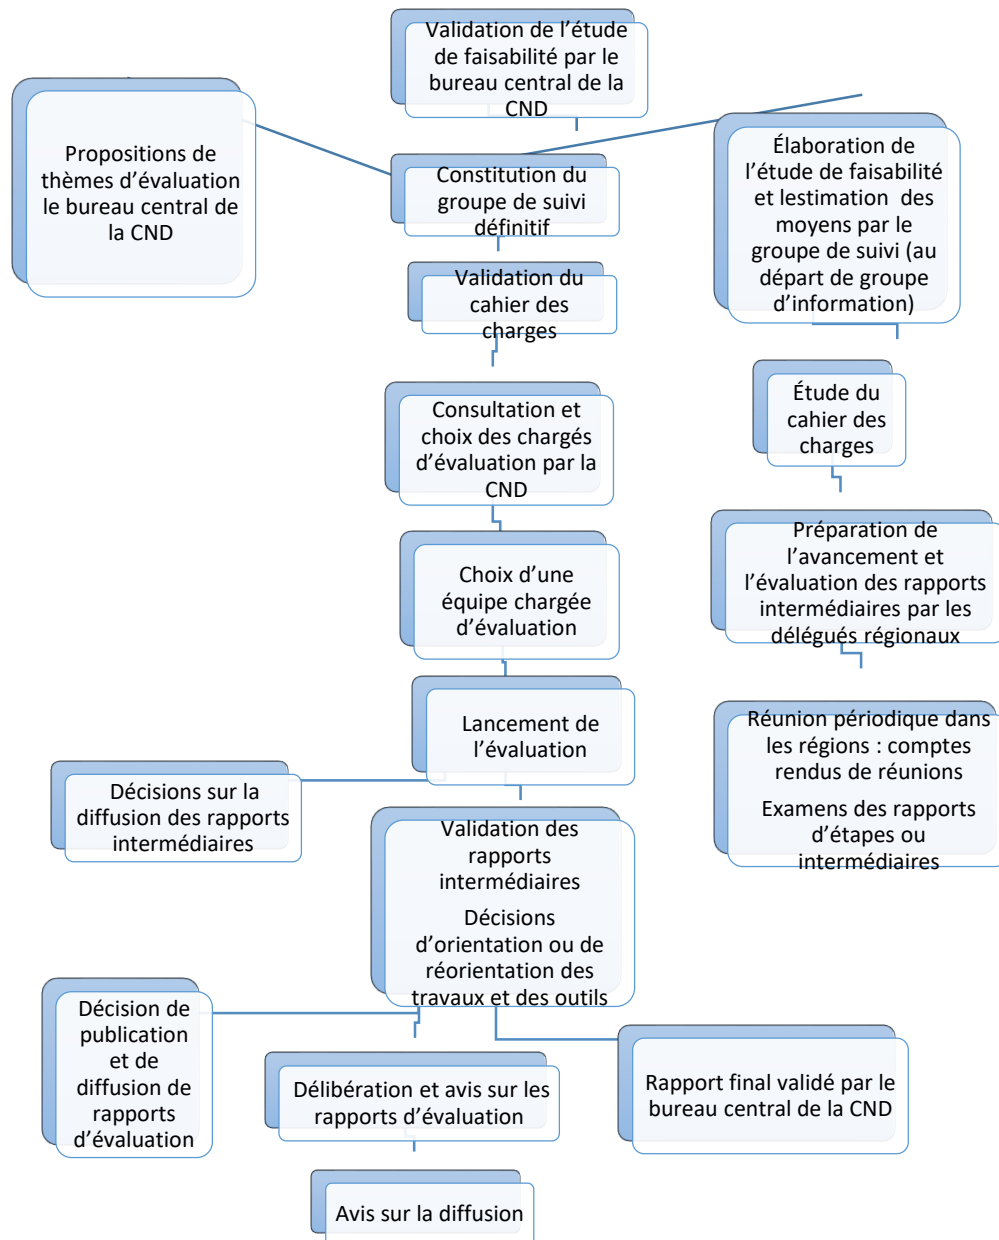 Validation de l’étude
de faisabilité par le
bureau central de la
CND
Propositions de
thèmes d’évaluation
le bureau central de
la CND
Constitution du
groupe de suivi
définitif
Élaboration de
l’étude de faisabilité
et lestimation des
moyens par le
groupe de suivi (au
départ de groupe
d’information)
Validation du
cahier des
charges
Étude du
cahier des
charges
Consultation et
choix des chargés
d’évaluation par la
CND
Préparation de
l’avancement et
l’évaluation des rapports
intermédiaires par les
délégués régionaux
Choix d’une
équipe chargée
d’évaluation
Lancement de
l’évaluation
Réunion périodique dans
les régions : comptes
rendus de réunions
Examens des rapports
d’étapes ou
intermédiaires
Décisions sur la
diffusion des rapports
intermédiaires
Validation des
rapports
intermédiaires
Décisions
d’orientation ou de
réorientation des
travaux et des outils
Décision de
publication
et de
diffusion de
rapports
d’évaluation
Délibération et avis sur les
rapports d’évaluation
Rapport final validé par le
bureau central de la CND
Avis sur la diffusion